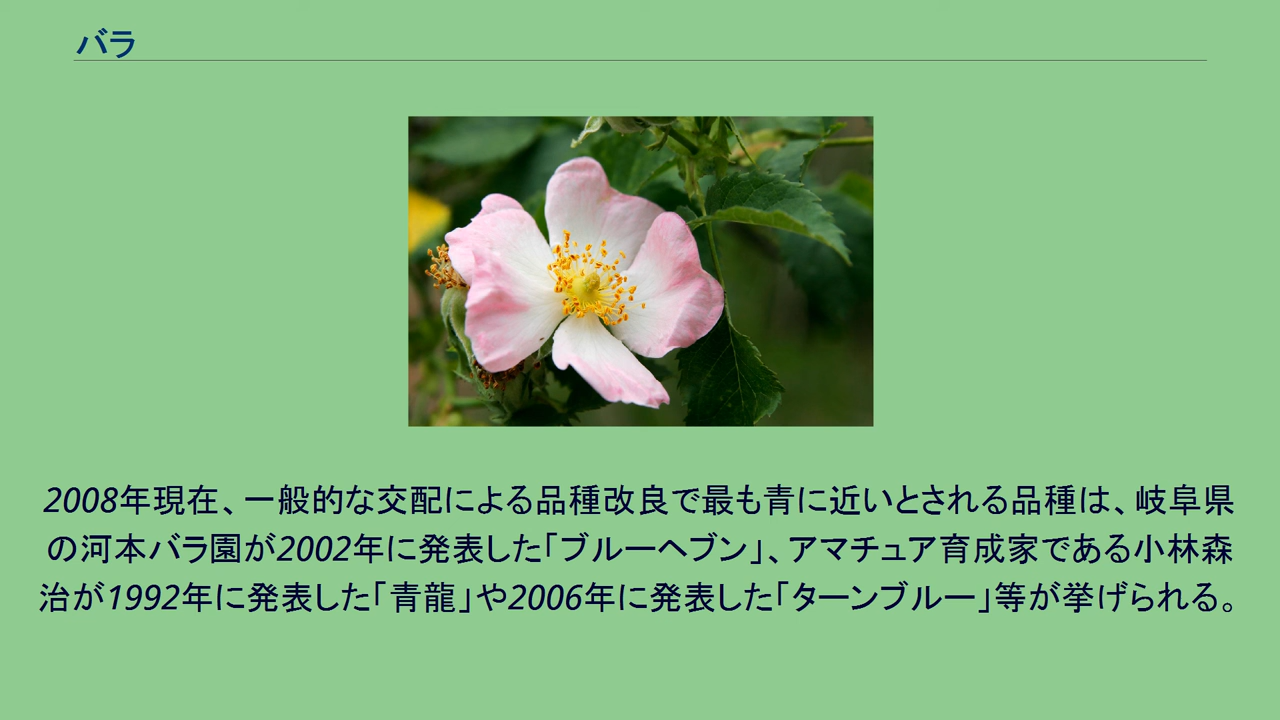 バラ
2008年現在、一般的な交配による品種改良で最も青に近いとされる品種は、岐阜県
の河本バラ園が2002年に発表した「ブルーヘブン」、アマチュア育成家である小林森
治が1992年に発表した「青龍」や2006年に発表した「ターンブルー」等が挙げられる。